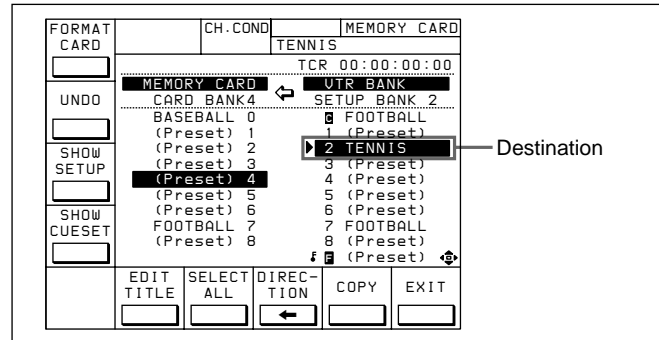 FORMAT CARD
CH.COND
MEMORY CARD
TENNIS
TCR 00:00:00:00
MEMORY CARD
VTR BANK
UNDO
CARD BANK4
SETUP BANK 2
BASEBALL 0
C FOOTBALL
(Preset) 1
1 (Preset)
SHOW SETUP
(Preset) 2
2 TENNIS
Destination
(Preset) 3
3 (Preset)
(Preset) 4
4 (Preset)
(Preset) 5
5 (Preset)
SHOW CUESET
(Preset) 6
6 (Preset)
FOOTBALL 7
7 FOOTBALL
(Preset) 8
8 (Preset)
F (Preset)
EDIT TITLE
SELECT ALL
DIREC-TION
COPY
EXIT